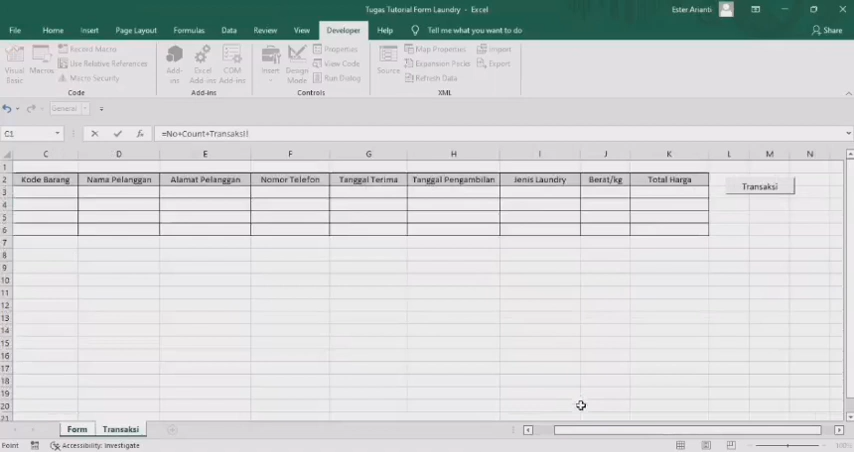 Tugas Tutorial Form Laundry - Excel
Ester Arianti
File Home Insert Page Layout Formulas Data Review View Developer Help Tell me what you want to do Share
Visual Basic
Macros
Record Macro
Use Relative References
Macro Security
Code
Add-ins
Excel Add-ins
COM Add-ins
Add-ins
Insert
Design Mode
Properties
View Code
Run Dialog
Controls
Source
Map Properties
Expansion Packs
Refresh Data
Import
Export
XML
General
C1 =No+Count+Transaksi!
C D E F G H I J K L M N
1
2 Kode Barang Nama Pelanggan Alamat Pelanggan Nomor Telefon Tanggal Terima Tanggal Pengambilan Jenis Laundry Berat/kg Total Harga Transaksi
3
4
5
6
7
8
9
10
11
12
13
14
15
16
17
18
19
20
21
Form Transaksi
Point Accessibility: Investigate 100%